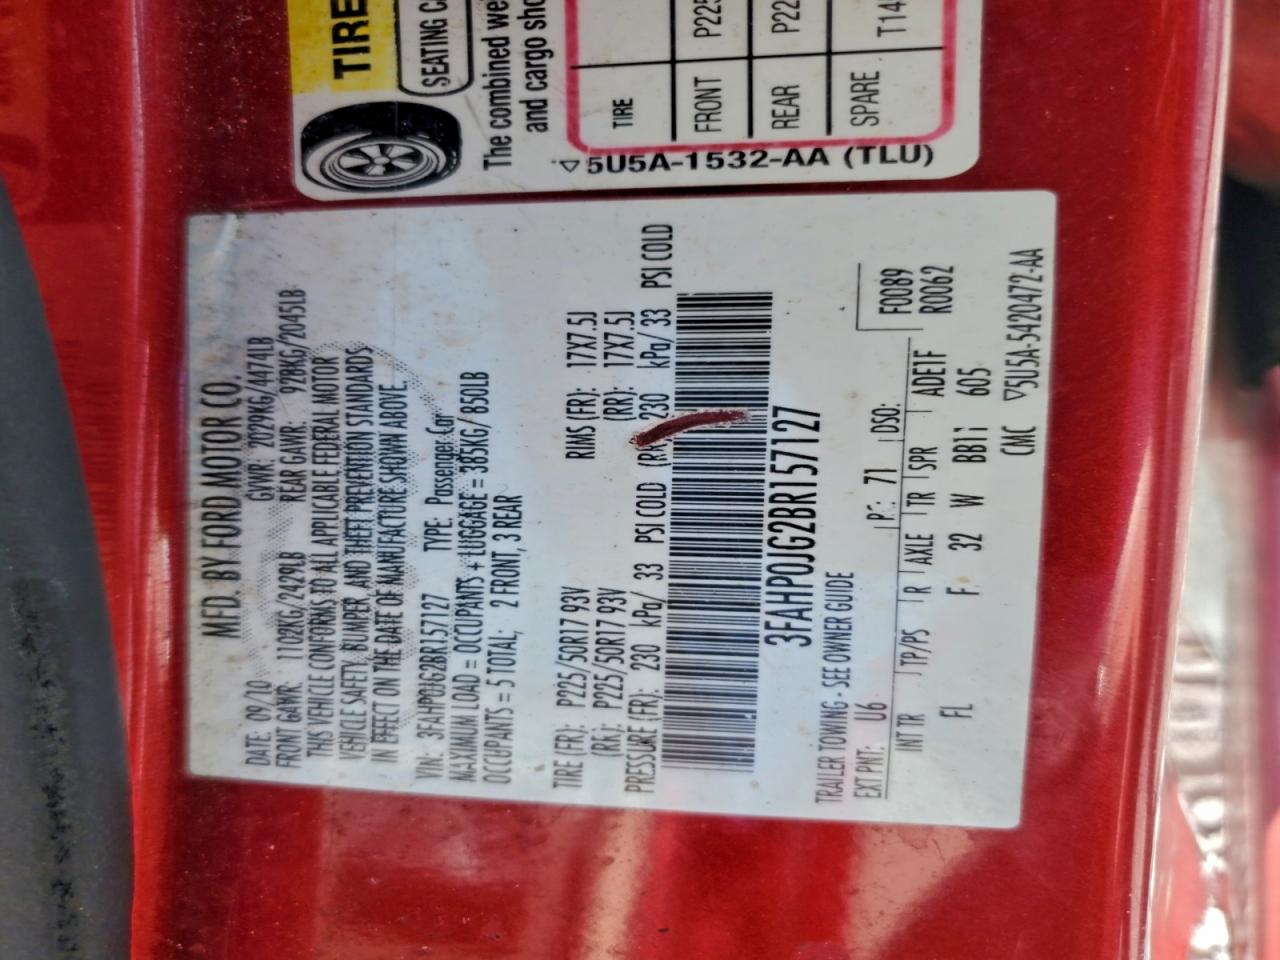 TIRE
SEATING C
The combined we
and cargo sho
TIRE
FRONT P225
REAR P22
SPARE T14
5U5A-1532-AA (TLU)
MFD. BY FORD MOTOR CO.
DATE: 09/10 GVWR: 2029KG/4474LB
FRONT GAWR: 1102KG/2429LB REAR GAWR: 928KG/2045LB
THIS VEHICLE CONFORMS TO ALL APPLICABLE FEDERAL MOTOR
VEHICLE SAFETY, BUMPER, AND THEFT PREVENTION STANDARDS
IN EFFECT ON THE DATE OF MANUFACTURE SHOWN ABOVE.
VIN: 3FAHP0JG2BR157127 TYPE: Passenger Car
MAXIMUM LOAD = OCCUPANTS + LUGGAGE = 385KG/850LB
OCCUPANTS = 5 TOTAL; 2 FRONT, 3 REAR
TIRE (FR): P225/50R17 93V RIMS (FR): 17X7.5J
(RR): P225/50R17 93V (RR): 17X7.5J
PRESSURE (FR): 230 kPa/ 33 PSI COLD (RR) 230 kPa/ 33 PSI COLD
3FAHP0JG2BR157127
TRAILER TOWING - SEE OWNER GUIDE
EXT PNT: U6 RC: 71 DSO: F0089
INT TR TP/PS R AXLE TR SPR ADE1F R0062
FL F 32 W BB11 605
CMC 5U5A-5420472-AA